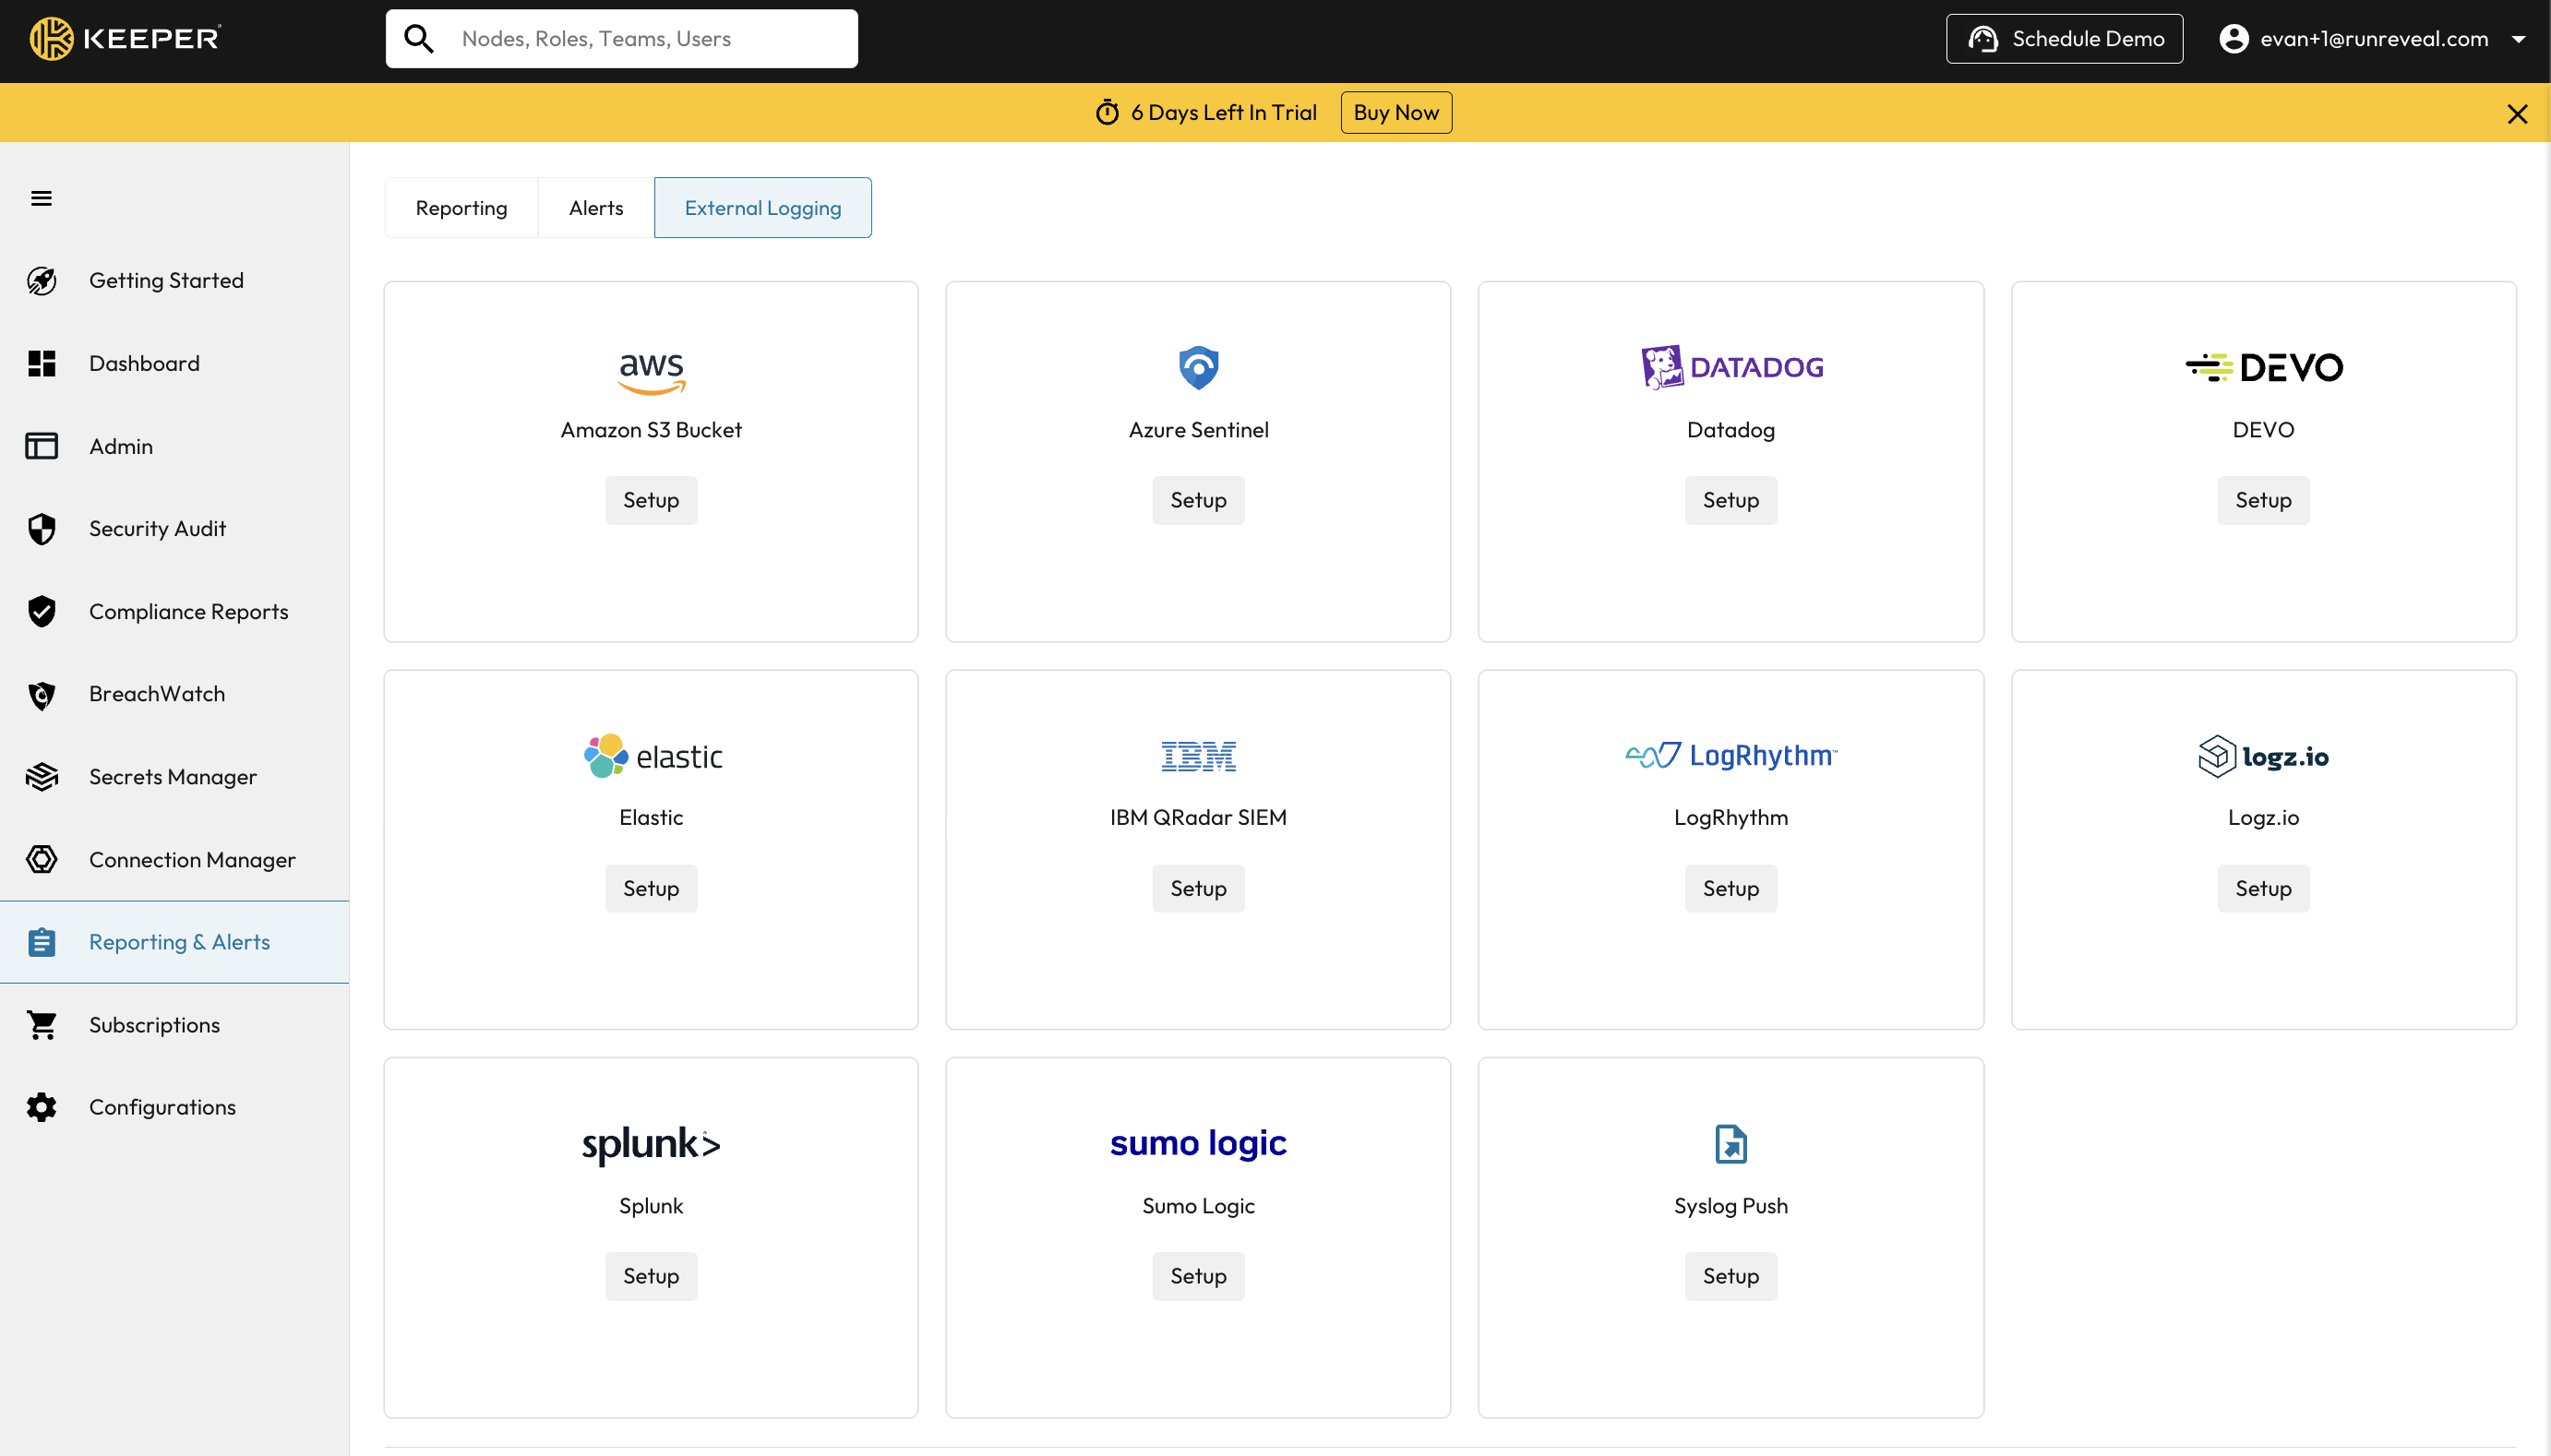 KEEPER
Nodes, Roles, Teams, Users
Schedule Demo
evan+1@runreveal.com
6 Days Left In Trial
Buy Now
Getting Started
Dashboard
Admin
Security Audit
Compliance Reports
BreachWatch
Secrets Manager
Connection Manager
Reporting & Alerts
Subscriptions
Configurations
Reporting
Alerts
External Logging
aws
Amazon S3 Bucket
Setup
Azure Sentinel
Setup
DATADOG
Datadog
Setup
DEVO
DEVO
Setup
elastic
Elastic
Setup
IBM
IBM QRadar SIEM
Setup
LogRhythm™
LogRhythm
Setup
logz.io
Logz.io
Setup
splunk>
Splunk
Setup
sumo logic
Sumo Logic
Setup
Syslog Push
Setup